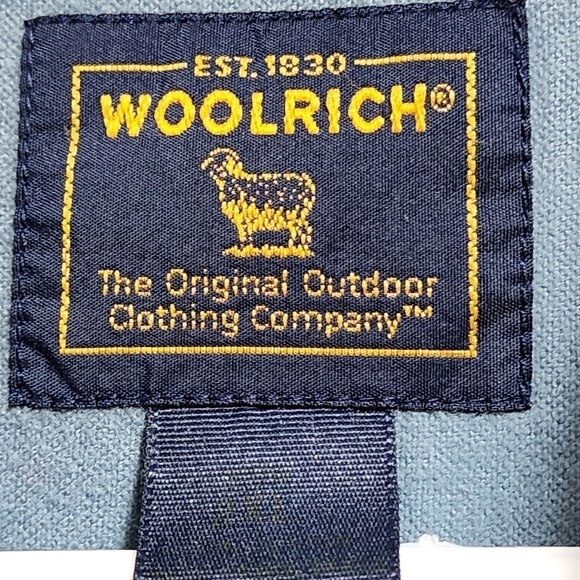 EST. 1830
WOOLRICH®
The Original Outdoor
Clothing Company™